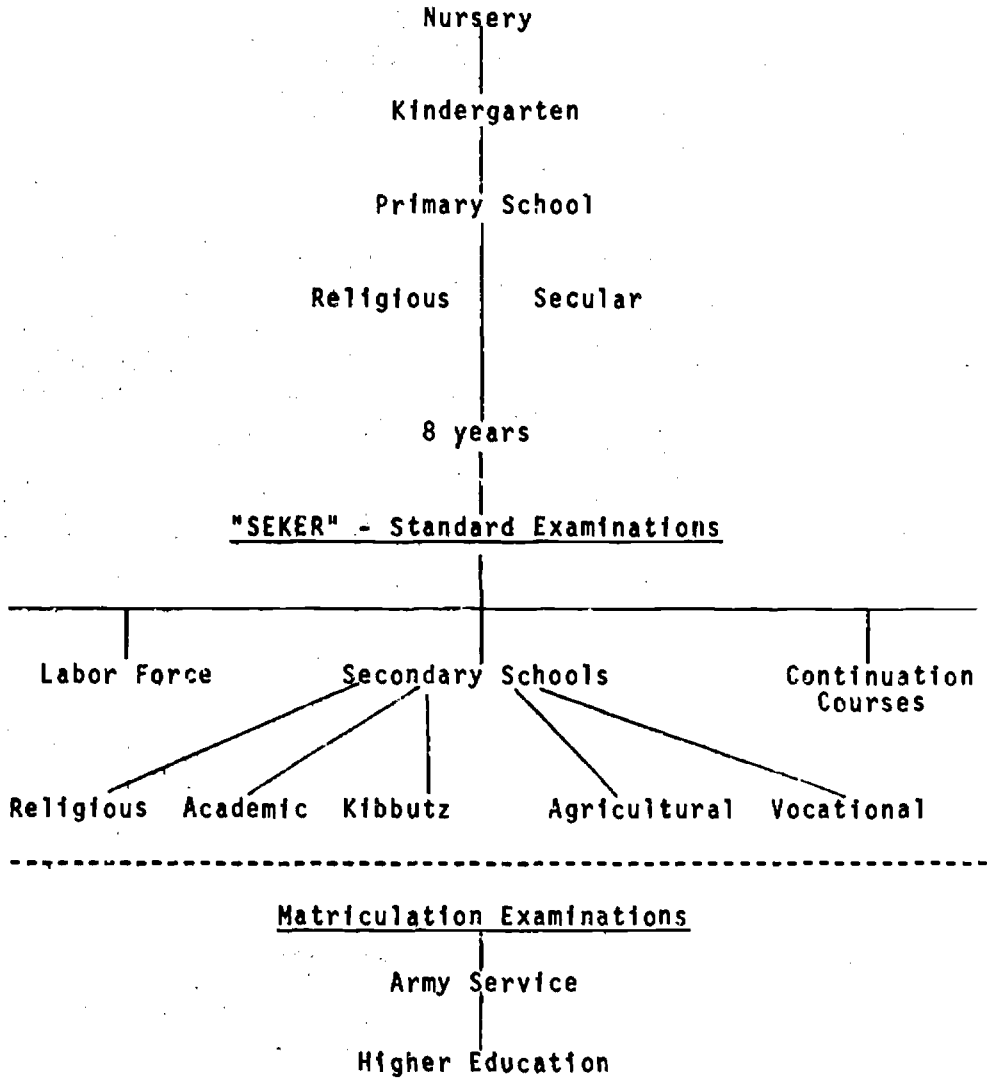 Nursery
Kindergarten
Primary School
Religious Secular
8 years
"SEKER" - Standard Examinations
Labor Force Secondary Schools Continuation
Courses
Religious Academic Kibbutz Agricultural Vocational
Matriculation Examinations
Army Service
Higher Education